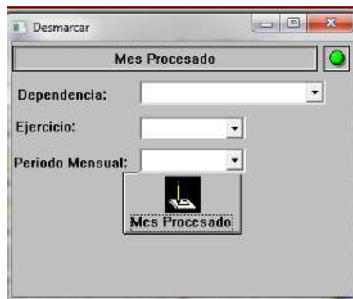 Desmarcar
Mes Procesado
Dependencia:
Ejercicio:
Periodo Mensual:
Mes Procesado